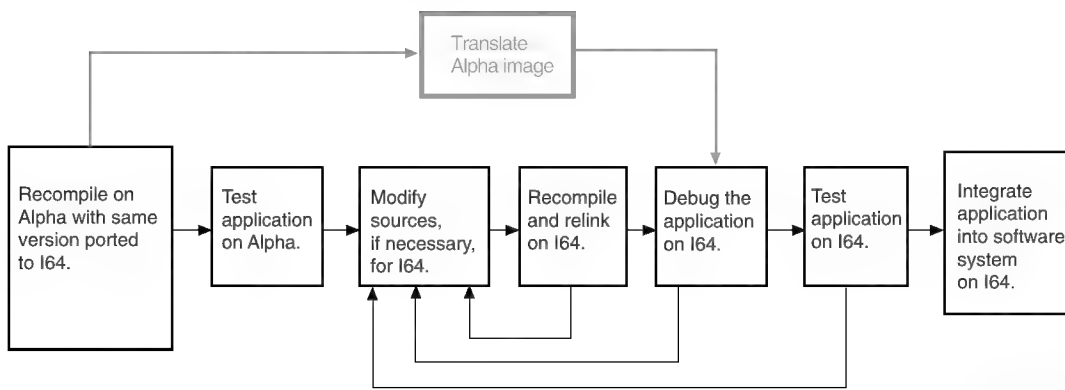 Translate
Alpha image
Recompile on
Alpha with same
version ported
to I64.
Test
application
on Alpha.
Modify
sources,
if necessary,
for I64.
Recompile
and relink
on I64.
Debug the
application
on I64.
Test
application
on I64.
Integrate
application
into software
system
on I64.